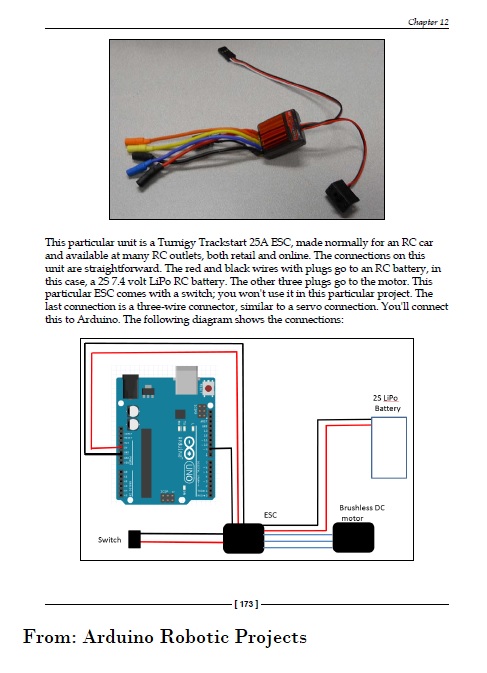 Chapter 12
This particular unit is a Turnigy Trackstart 25A ESC, made normally for an RC car
and available at many RC outlets, both retail and online. The connections on this
unit are straightforward. The red and black wires with plugs go to an RC battery, in
this case, a 2S 7.4 volt LiPo RC battery. The other three plugs go to the motor. This
particular ESC comes with a switch; you won't use it in this particular project. The
last connection is a three-wire connector, similar to a servo connection. You'll connect
this to Arduino. The following diagram shows the connections:
2S LiPo
Battery
UNO
ESC
Brushless DC
motor
Switch
[ 173 ]
From: Arduino Robotic Projects